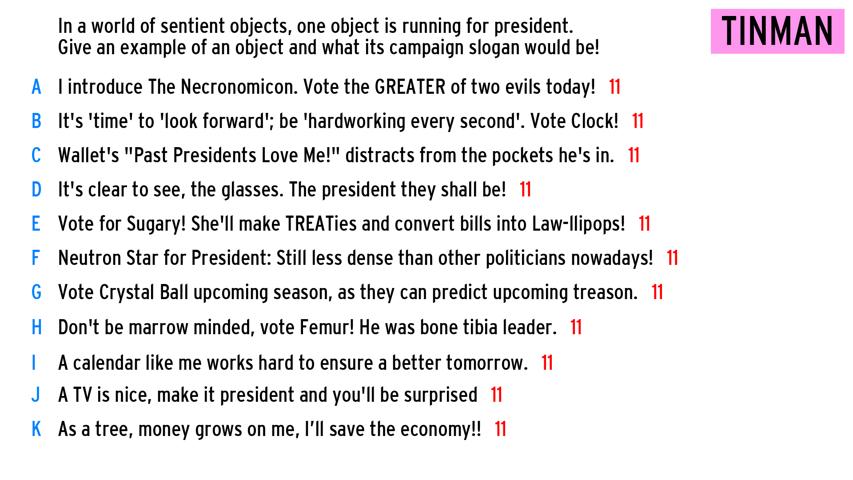 In a world of sentient objects, one object is running for president.
Give an example of an object and what its campaign slogan would be!
TINMAN
A I introduce The Necronomicon. Vote the GREATER of two evils today! 11
B It's 'time' to 'look forward'; be 'hardworking every second'. Vote Clock! 11
C Wallet's "Past Presidents Love Me!" distracts from the pockets he's in. 11
D It's clear to see, the glasses. The president they shall be! 11
E Vote for Sugary! She'll make TREATies and convert bills into Law-llipops! 11
F Neutron Star for President: Still less dense than other politicians nowadays! 11
G Vote Crystal Ball upcoming season, as they can predict upcoming treason. 11
H Don't be marrow minded, vote Femur! He was bone tibia leader. 11
I A calendar like me works hard to ensure a better tomorrow. 11
J A TV is nice, make it president and you'll be surprised 11
K As a tree, money grows on me, I’ll save the economy!! 11